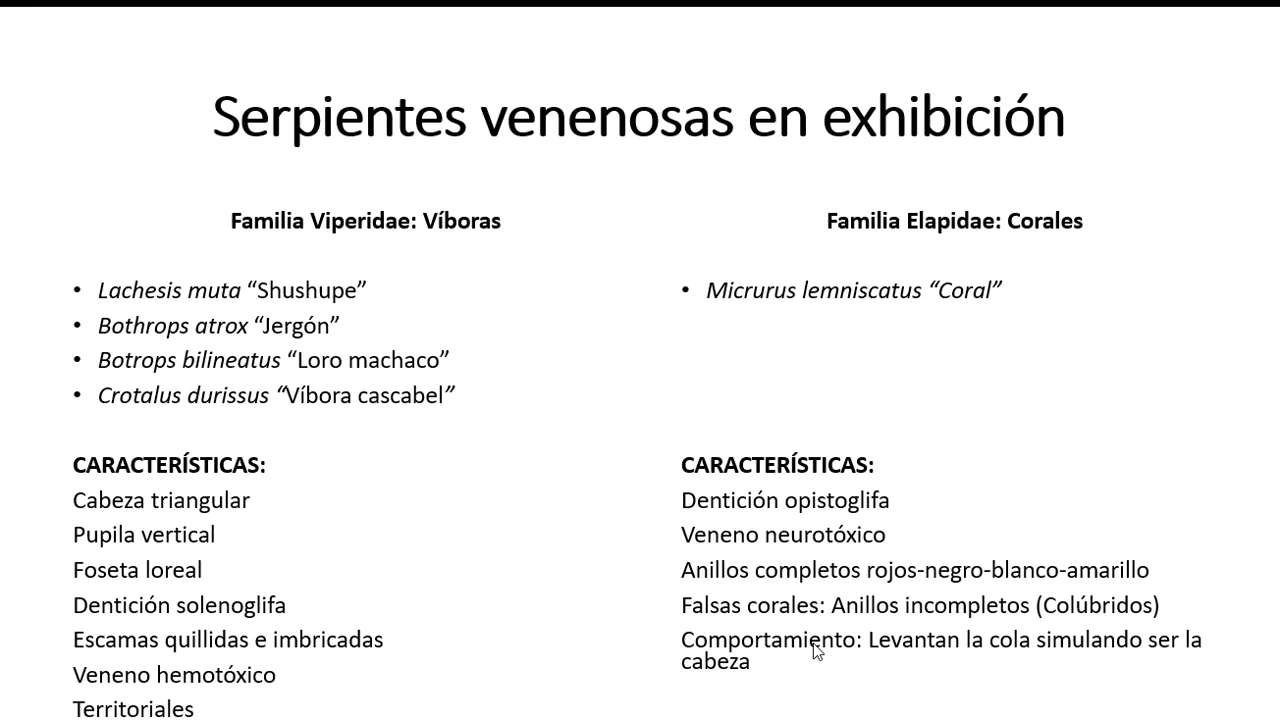 Serpientes venenosas en exhibición
Familia Viperidae: Víboras
• Lachesis muta “Shushupe”
• Bothrops atrox “Jergón”
• Botrops bilineatus “Loro machaco”
• Crotalus durissus “Víbora cascabel”
CARACTERÍSTICAS:
Cabeza triangular
Pupila vertical
Foseta loreal
Dentición solenoglifa
Escamas quillidas e imbricadas
Veneno hemotóxico
Territoriales
Familia Elapidae: Corales
• Micrurus lemniscatus “Coral”
CARACTERÍSTICAS:
Dentición opistoglifa
Veneno neurotóxico
Anillos completos rojos-negro-blanco-amarillo
Falsas corales: Anillos incompletos (Colúbridos)
Comportamiento: Levantan la cola simulando ser la
cabeza